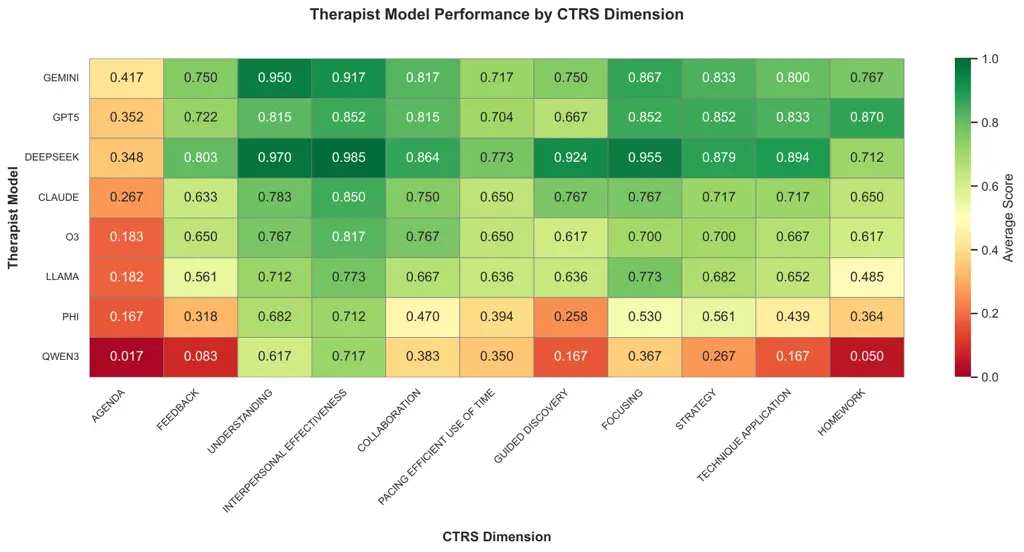 Therapist Model Performance by CTRS Dimension
GEMINI 0.417 0.750 0.950 0.917 0.817 0.717 0.750 0.867 0.833 0.800 0.767
GPT5 0.352 0.722 0.815 0.852 0.815 0.704 0.667 0.852 0.852 0.833 0.870
DEEPSEEK 0.348 0.803 0.970 0.985 0.864 0.773 0.924 0.955 0.879 0.894 0.712
CLAUDE 0.267 0.633 0.783 0.850 0.750 0.650 0.767 0.767 0.717 0.717 0.650
O3 0.183 0.650 0.767 0.817 0.767 0.650 0.617 0.700 0.700 0.667 0.617
LLAMA 0.182 0.561 0.712 0.773 0.667 0.636 0.636 0.773 0.682 0.652 0.485
PHI 0.167 0.318 0.682 0.712 0.470 0.394 0.258 0.530 0.561 0.439 0.364
QWEN3 0.017 0.083 0.617 0.717 0.383 0.350 0.167 0.367 0.267 0.167 0.050
AGENDA
FEEDBACK
UNDERSTANDING
INTERPERSONAL EFFECTIVENESS
COLLABORATION
PACING EFFICIENT USE OF TIME
GUIDED DISCOVERY
FOCUSING
STRATEGY
TECHNIQUE APPLICATION
HOMEWORK
CTRS Dimension
Therapist Model
1.0
0.8
0.6
0.4
0.2
0.0
Average Score